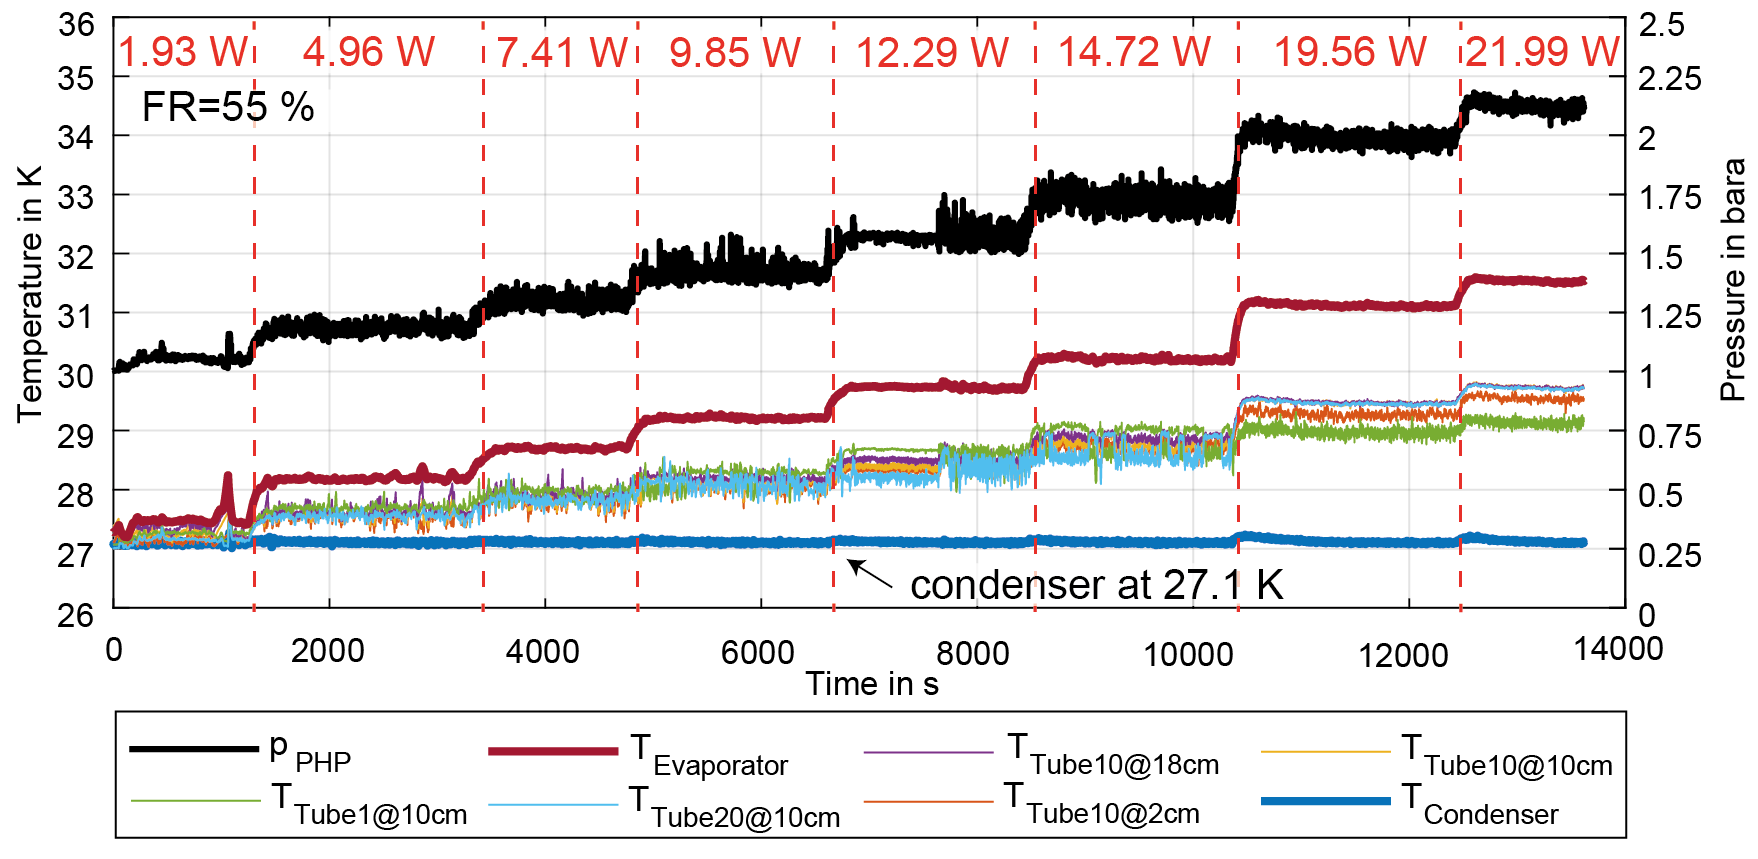 1.93 W 4.96 W 7.41 W 9.85 W 12.29 W 14.72 W 19.56 W 21.99 W
FR=55 %
Temperature in K
36
35
34
33
32
31
30
29
28
27
26
Pressure in bara
2.5
2.25
2
1.75
1.5
1.25
1
0.75
0.5
0.25
0
condenser at 27.1 K
0 2000 4000 6000 8000 10000 12000 14000
Time in s
p PHP T Evaporator T Tube10@18cm T Tube10@10cm
T Tube1@10cm T Tube20@10cm T Tube10@2cm T Condenser